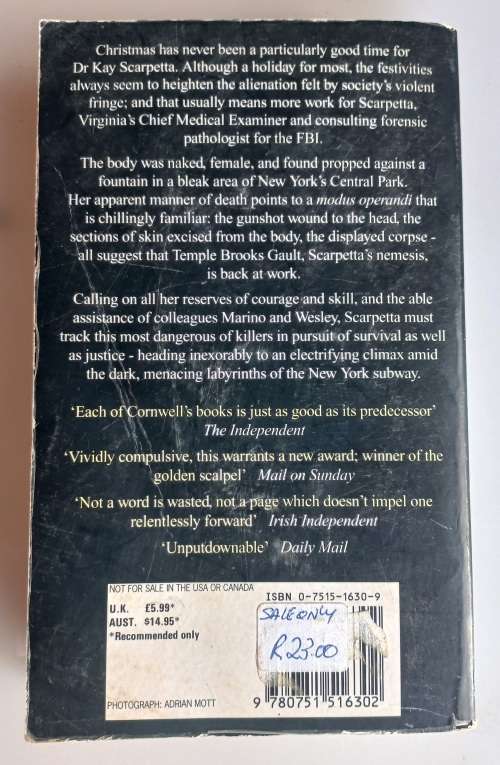 Christmas has never been a particularly good time for
Dr Kay Scarpetta. Although a holiday for most, the festivities
always seem to heighten the alienation felt by society's violent
fringe; and that usually means more work for Scarpetta,
Virginia's Chief Medical Examiner and consulting forensic
pathologist for the FBI.
The body was naked, female, and found propped against a
fountain in a bleak area of New York's Central Park.
Her apparent manner of death points to a modus operandi that
is chillingly familiar: the gunshot wound to the head, the
sections of skin excised from the body, the displayed corpse -
all suggest that Temple Brooks Gault, Scarpetta's nemesis,
is back at work.
Calling on all her reserves of courage and skill, and the able
assistance of colleagues Marino and Wesley, Scarpetta must
track this most dangerous of killers in pursuit of survival as well
as justice - heading inexorably to an electrifying climax amid
the dark, menacing labyrinths of the New York subway.
'Each of Cornwell's books is just as good as its predecessor'
The Independent
'Vividly compulsive, this warrants a new award; winner of the
golden scalpel' Mail on Sunday
'Not a word is wasted, not a page which doesn't impel one
relentlessly forward' Irish Independent
'Unputdownable' Daily Mail
NOT FOR SALE IN THE USA OR CANADA
U.K. £5.99*
AUST. $14.95*
*Recommended only
PHOTOGRAPH: ADRIAN MOTT
ISBN 0-7515-1630-9
SALE ONLY
R23.00
9 780751 516302